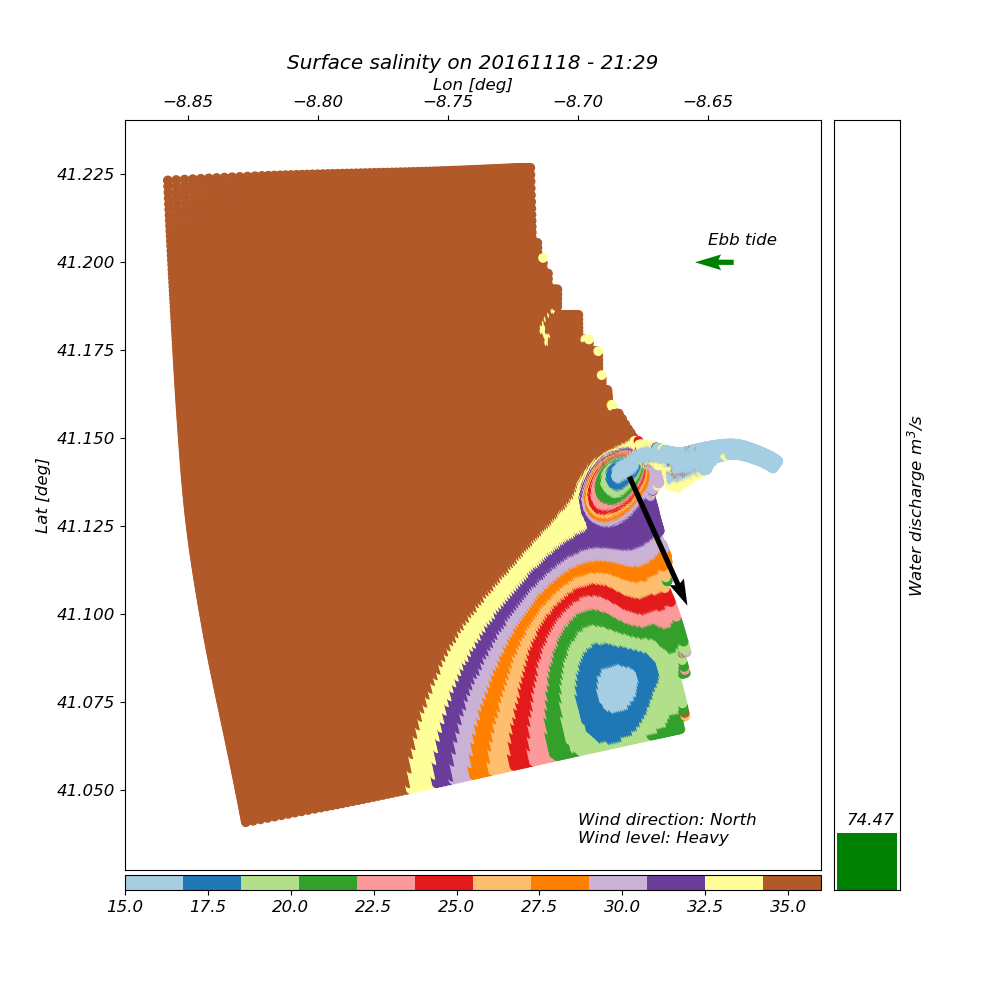 Surface salinity on 20161118 - 21:29
Lon [deg]
−8.85 −8.80 −8.75 −8.70 −8.65
41.225
41.200
41.175
41.150
41.125
41.100
41.075
41.050
Lat [deg]
Ebb tide
Wind direction: North
Wind level: Heavy
74.47
Water discharge m³/s
15.0 17.5 20.0 22.5 25.0 27.5 30.0 32.5 35.0